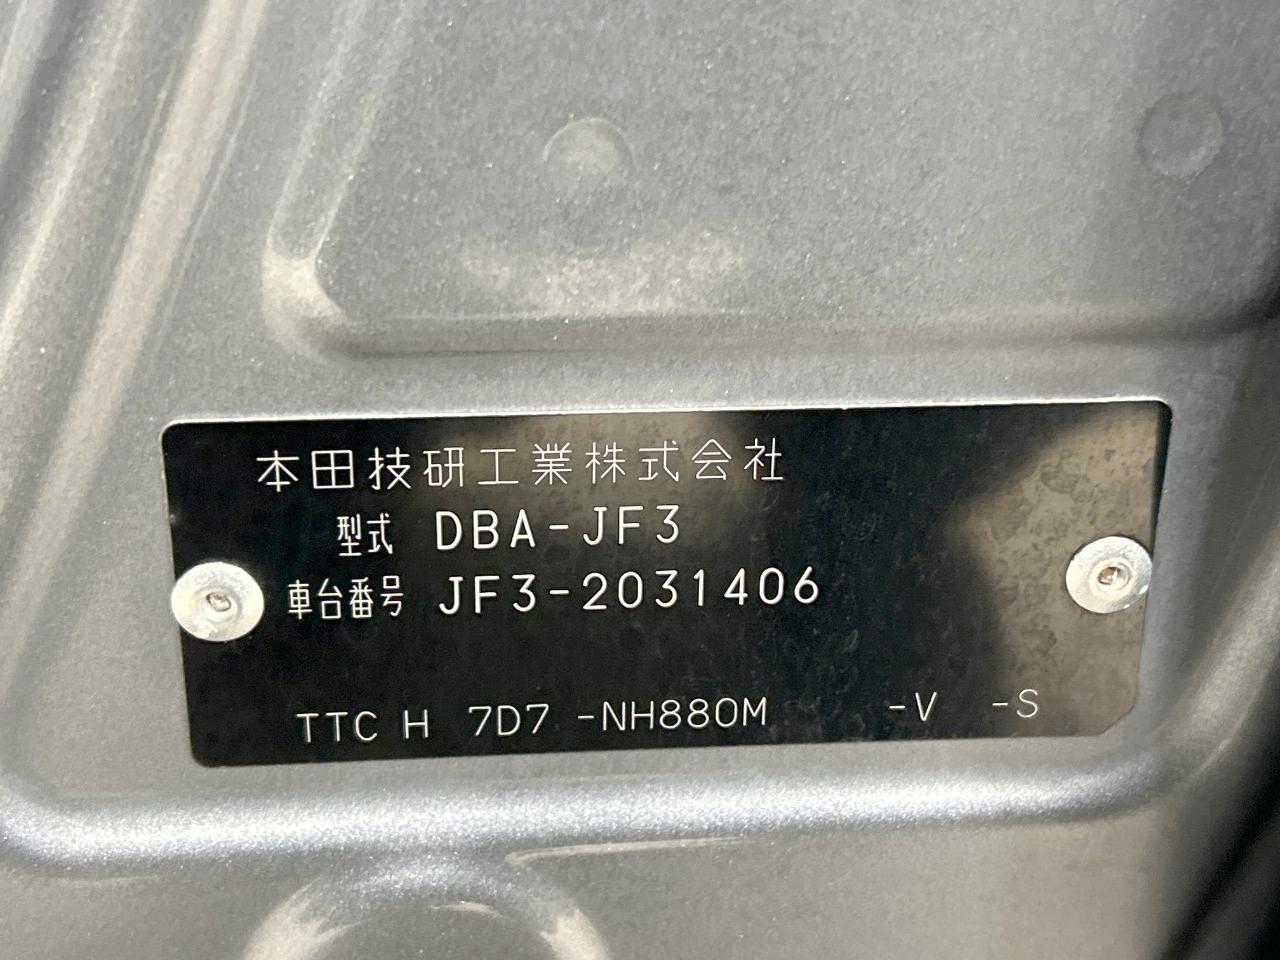 本田技研工業株式会社
型式 DBA-JF3
車台番号 JF3-2031406
TTC H 7D7 -NH880M -V -S